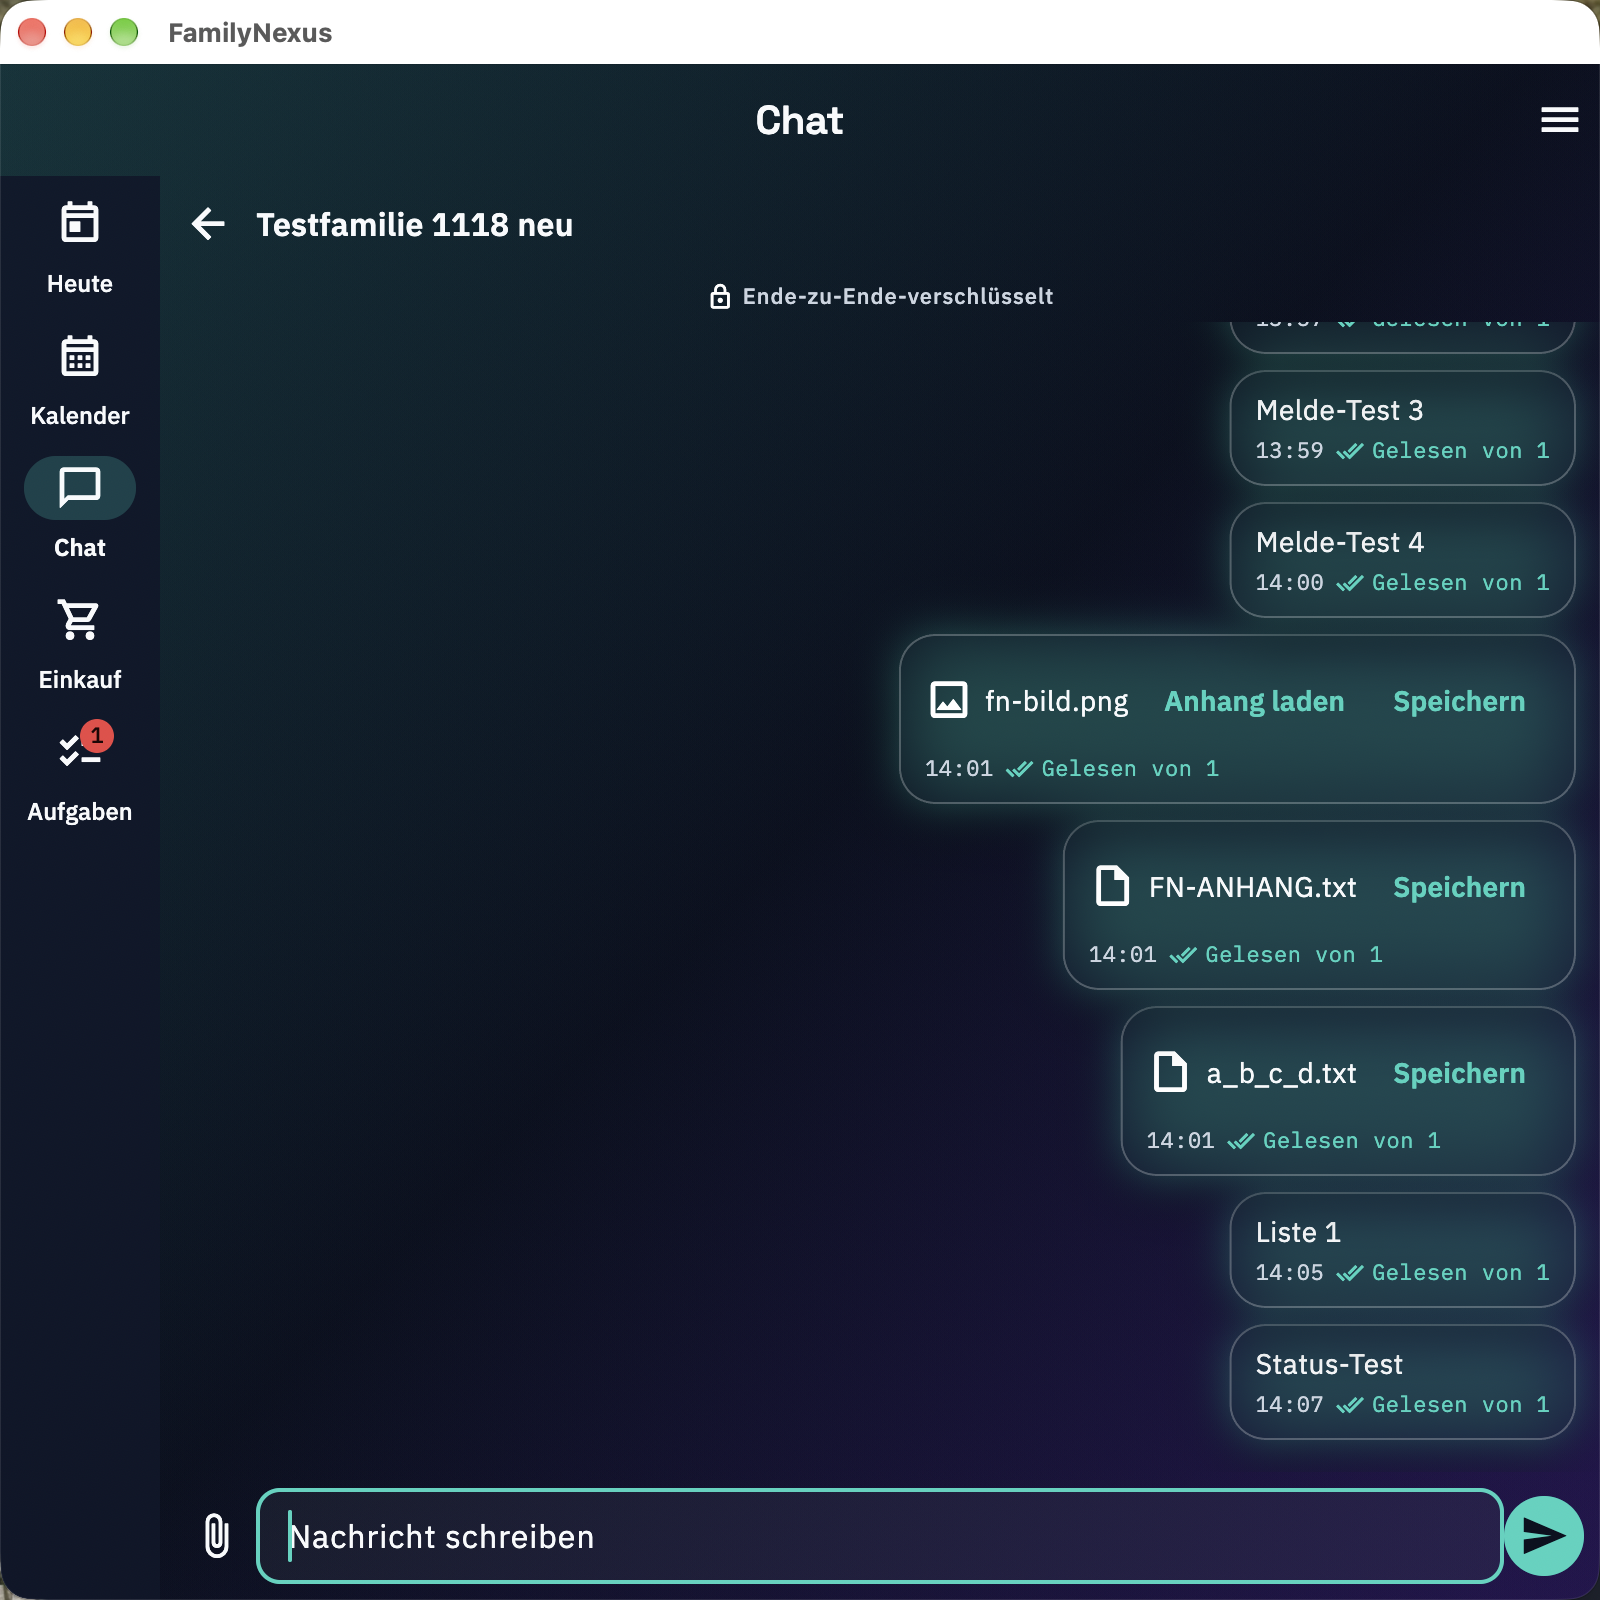 FamilyNexus
Chat
Heute
Kalender
Chat
Einkauf
1
Aufgaben
Testfamilie 1118 neu
Ende-zu-Ende-verschlüsselt
Gelesen von 1
Melde-Test 3
13:59 Gelesen von 1
Melde-Test 4
14:00 Gelesen von 1
fn-bild.png Anhang laden Speichern
14:01 Gelesen von 1
FN-ANHANG.txt Speichern
14:01 Gelesen von 1
a_b_c_d.txt Speichern
14:01 Gelesen von 1
Liste 1
14:05 Gelesen von 1
Status-Test
14:07 Gelesen von 1
Nachricht schreiben